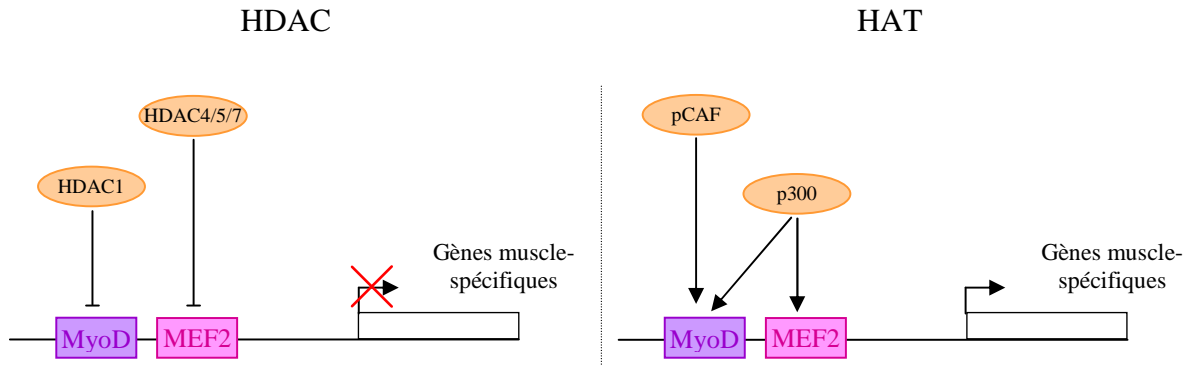 HDAC
HDAC4/5/7
HDAC1
Gènes muscle-
spécifiques
MyoD
MEF2
HAT
pCAF
p300
Gènes muscle-
spécifiques
MyoD
MEF2